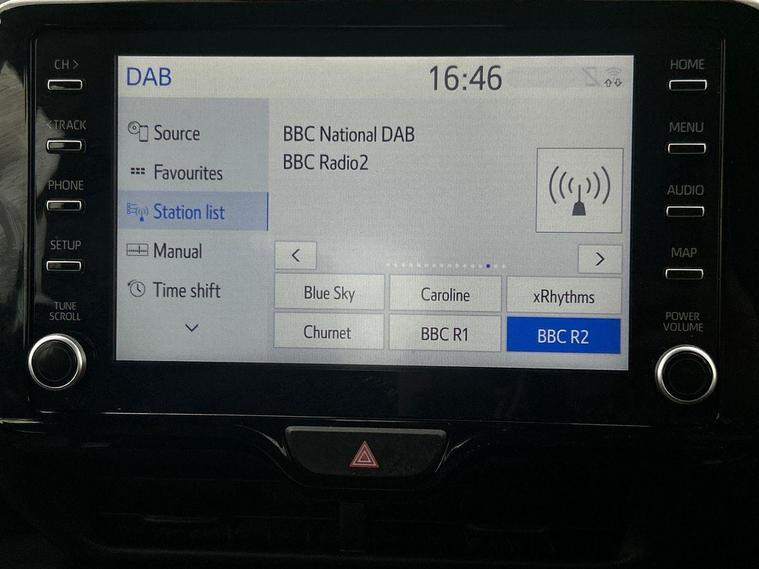 CH >
<TRACK
PHONE
SETUP
TUNE
SCROLL
DAB
16:46
Source
Favourites
Station list
Manual
Time shift
BBC National DAB
BBC Radio2
Blue Sky
Caroline
xRhythms
Churnet
BBC R1
BBC R2
HOME
MENU
AUDIO
MAP
POWER
VOLUME